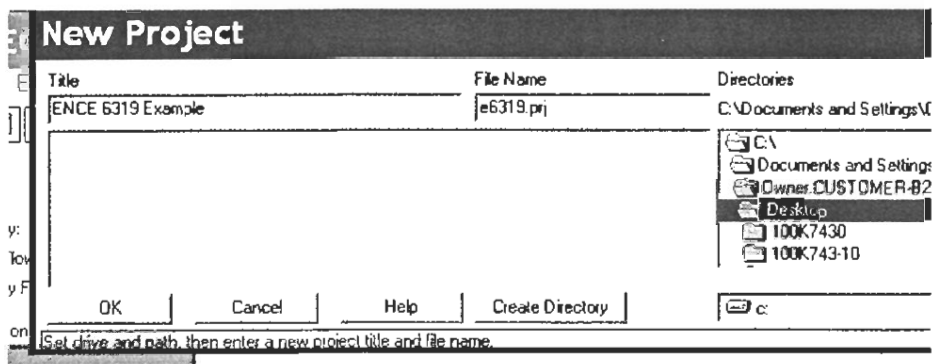 New Project
Title
File Name
Directories
ENCE 6319 Example
e6319.prj
C:\Documents and Settings\
C:\
Documents and Settings
Owner.CUSTOMER-B2
Desktop
100K7430
100K743-10
y:
y F
on
OK
Cancel
Help
Create Directory
c:
Set drive and path, then enter a new project title and file name.